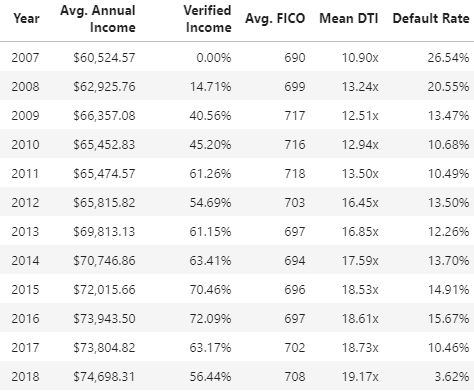 Year Avg. Annual Income Verified Income Avg. FICO Mean DTI Default Rate
2007 $60,524.57 0.00% 690 10.90x 26.54%
2008 $62,925.76 14.71% 699 13.24x 20.55%
2009 $66,357.08 40.56% 717 12.51x 13.47%
2010 $65,452.83 45.20% 716 12.94x 10.68%
2011 $65,474.57 61.26% 718 13.50x 10.49%
2012 $65,815.82 54.69% 703 16.45x 13.50%
2013 $69,813.13 61.15% 697 16.85x 12.26%
2014 $70,746.86 63.41% 694 17.59x 13.70%
2015 $72,015.66 70.46% 696 18.53x 14.91%
2016 $73,943.50 72.09% 697 18.61x 15.67%
2017 $73,804.82 63.17% 702 18.73x 10.46%
2018 $74,698.31 56.44% 708 19.17x 3.62%